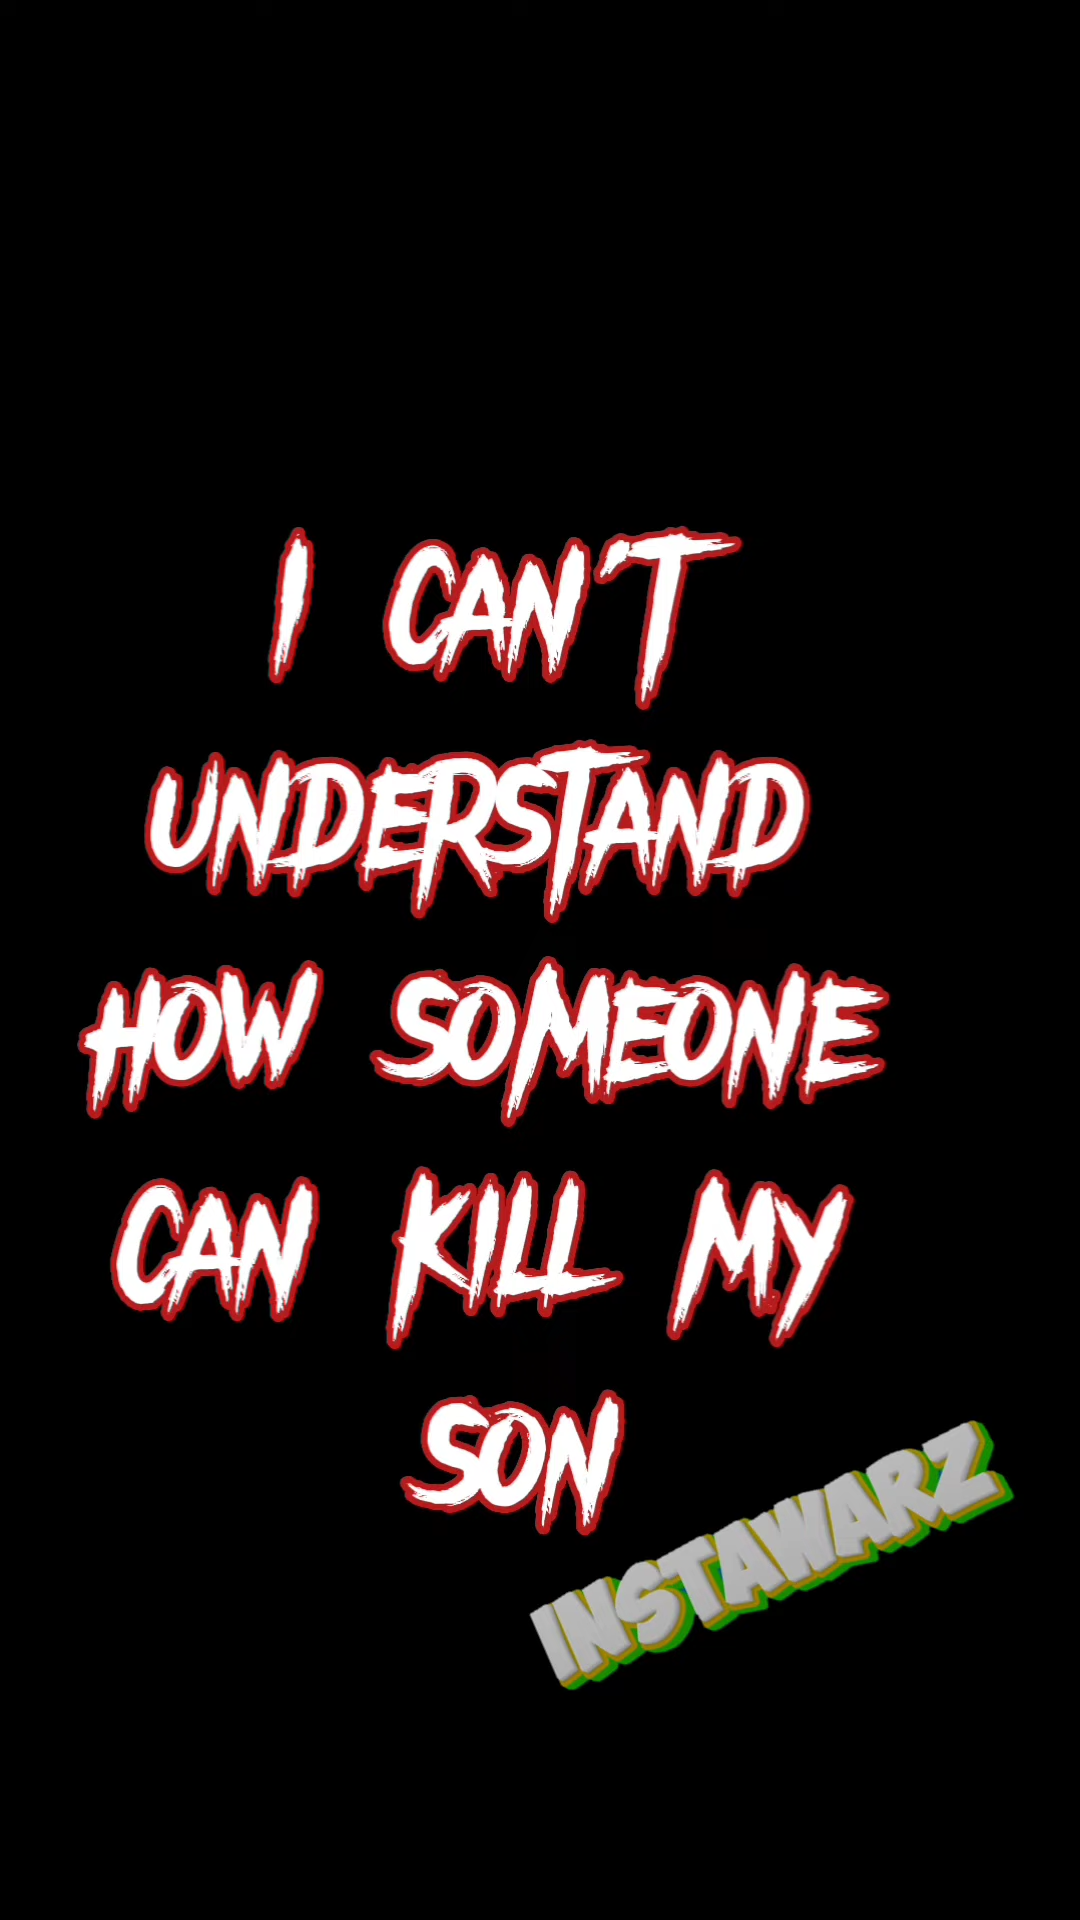 I CAN'T
UNDERSTAND
HOW SOMEONE
CAN KILL MY
SON
INSTAWARZ